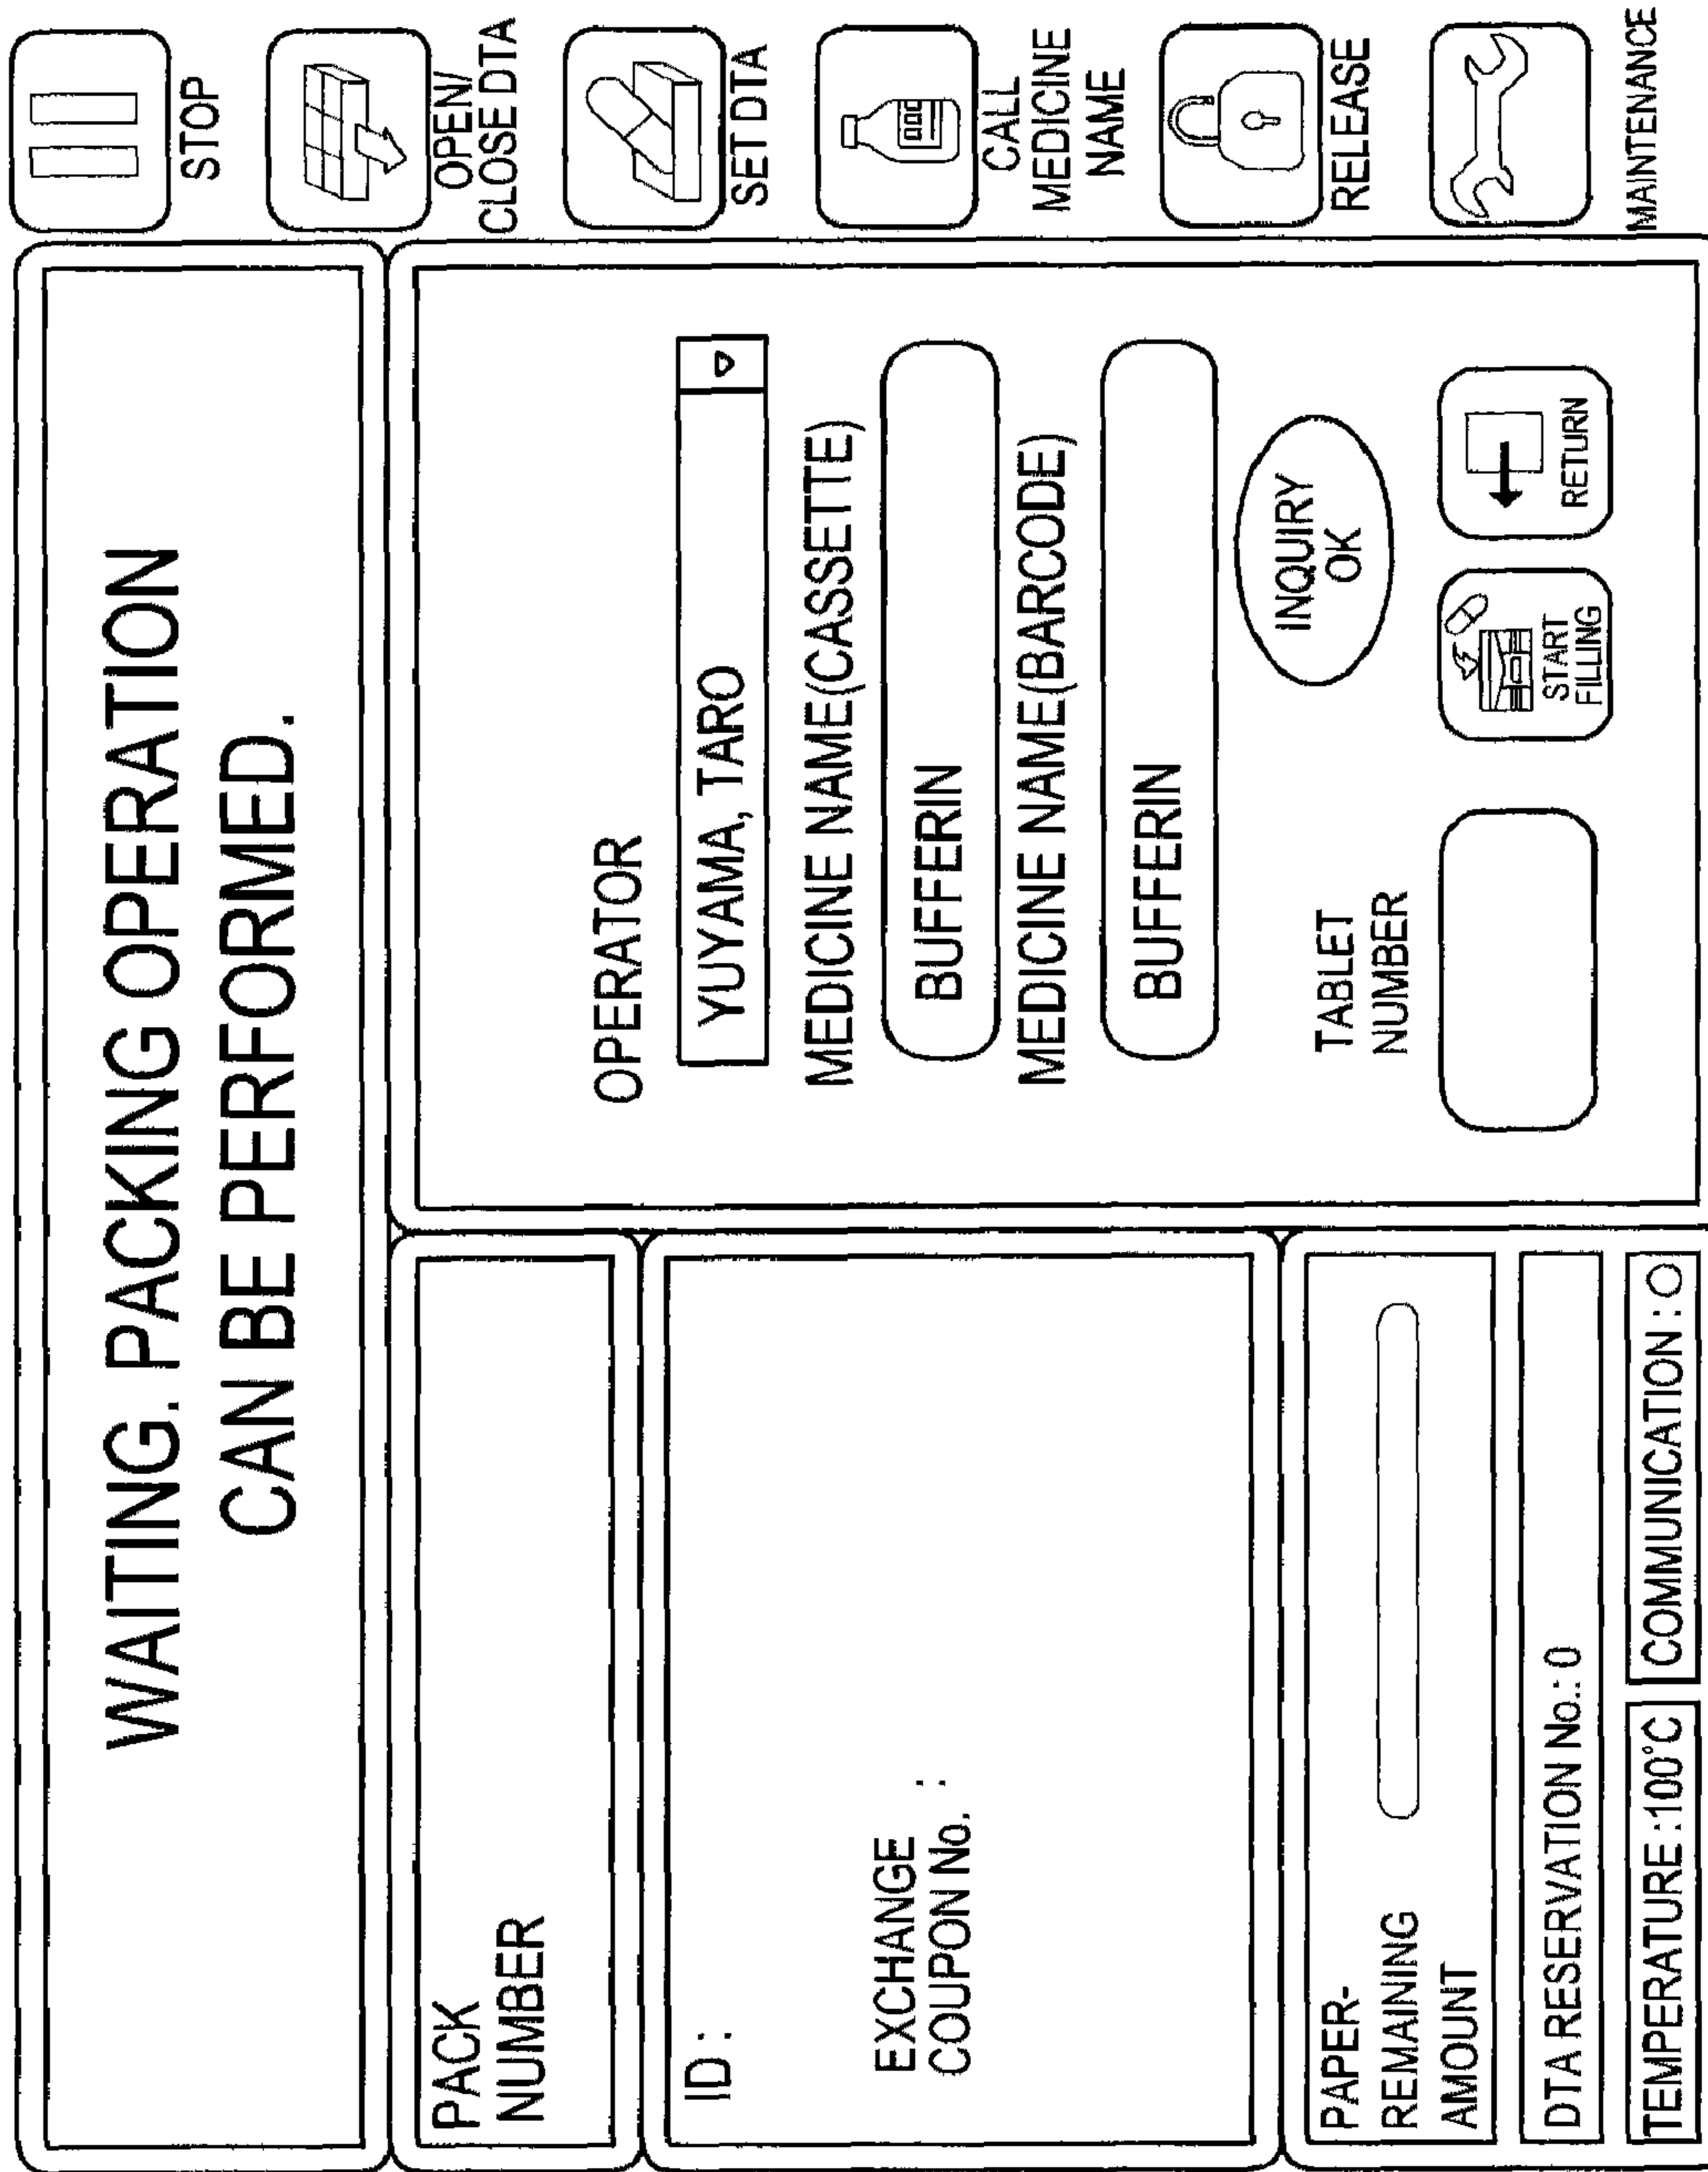 WAITING. PACKING OPERATION
CAN BE PERFORMED.
PACK
NUMBER
ID :
EXCHANGE
COUPON No. :
PAPER-
REMAINING
AMOUNT
DTA RESERVATION No.: 0
TEMPERATURE :100°C
COMMUNICATION : ○
OPERATOR
YUYAMA, TARO
MEDICINE NAME(CASSETTE)
BUFFERIN
MEDICINE NAME(BARCODE)
BUFFERIN
INQUIRY
OK
TABLET
NUMBER
START
FILLING
RETURN
STOP
OPEN/
CLOSE DTA
SET DTA
CALL
MEDICINE
NAME
RELEASE
MAINTENANCE